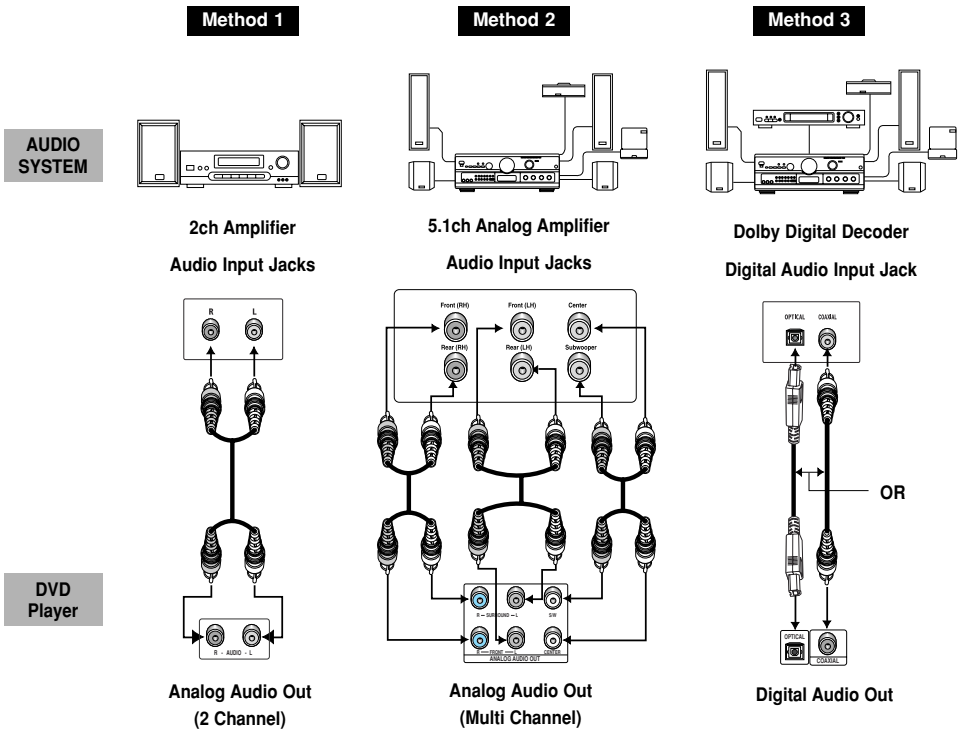 Method 1
Method 2
Method 3
AUDIO
SYSTEM
2ch Amplifier
Audio Input Jacks
5.1ch Analog Amplifier
Audio Input Jacks
Dolby Digital Decoder
Digital Audio Input Jack
R L
Front (RH) Front (LH) Center
Rear (RH) Rear (LH) Subwooper
OPTICAL COAXIAL
OR
DVD
Player
R - AUDIO - L
R — SURROUND — L S/W
R — FRONT — L CENTER
ANALOG AUDIO OUT
OPTICAL
COAXIAL
Analog Audio Out
(2 Channel)
Analog Audio Out
(Multi Channel)
Digital Audio Out